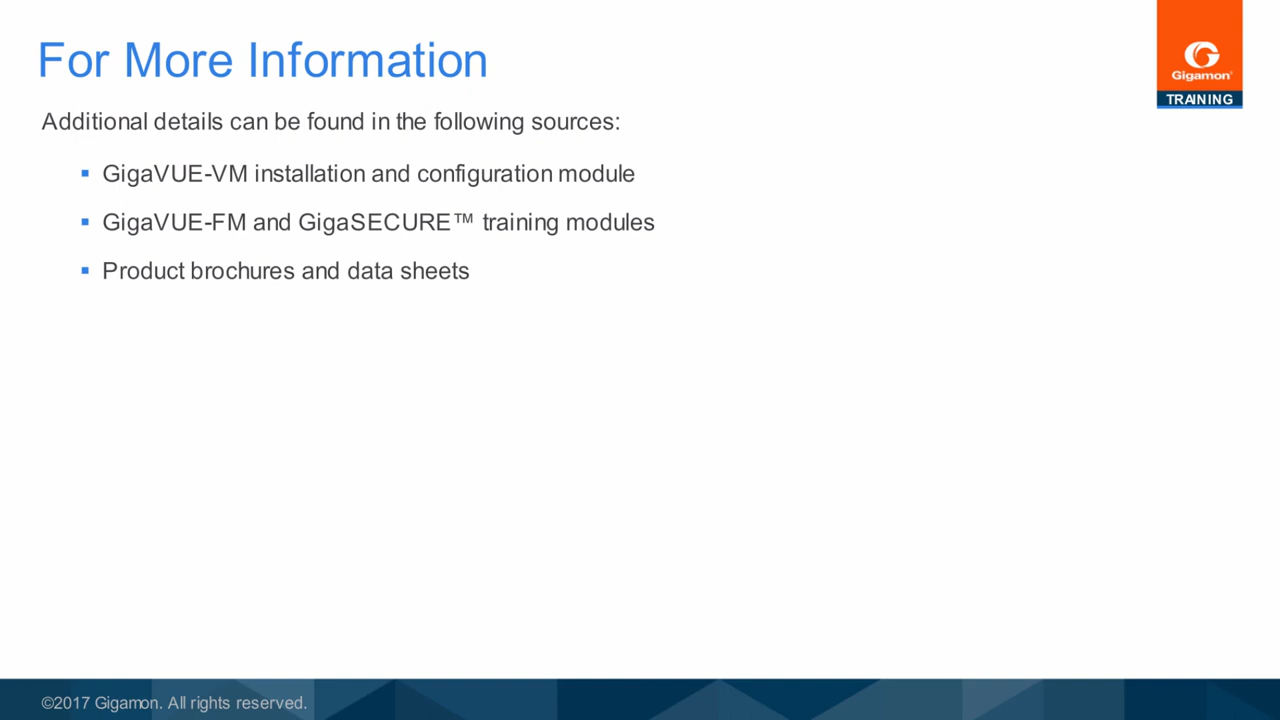 For More Information
Gigamon®
TRAINING
Additional details can be found in the following sources:
▪ GigaVUE-VM installation and configuration module
▪ GigaVUE-FM and GigaSECURE™ training modules
▪ Product brochures and data sheets
©2017 Gigamon. All rights reserved.